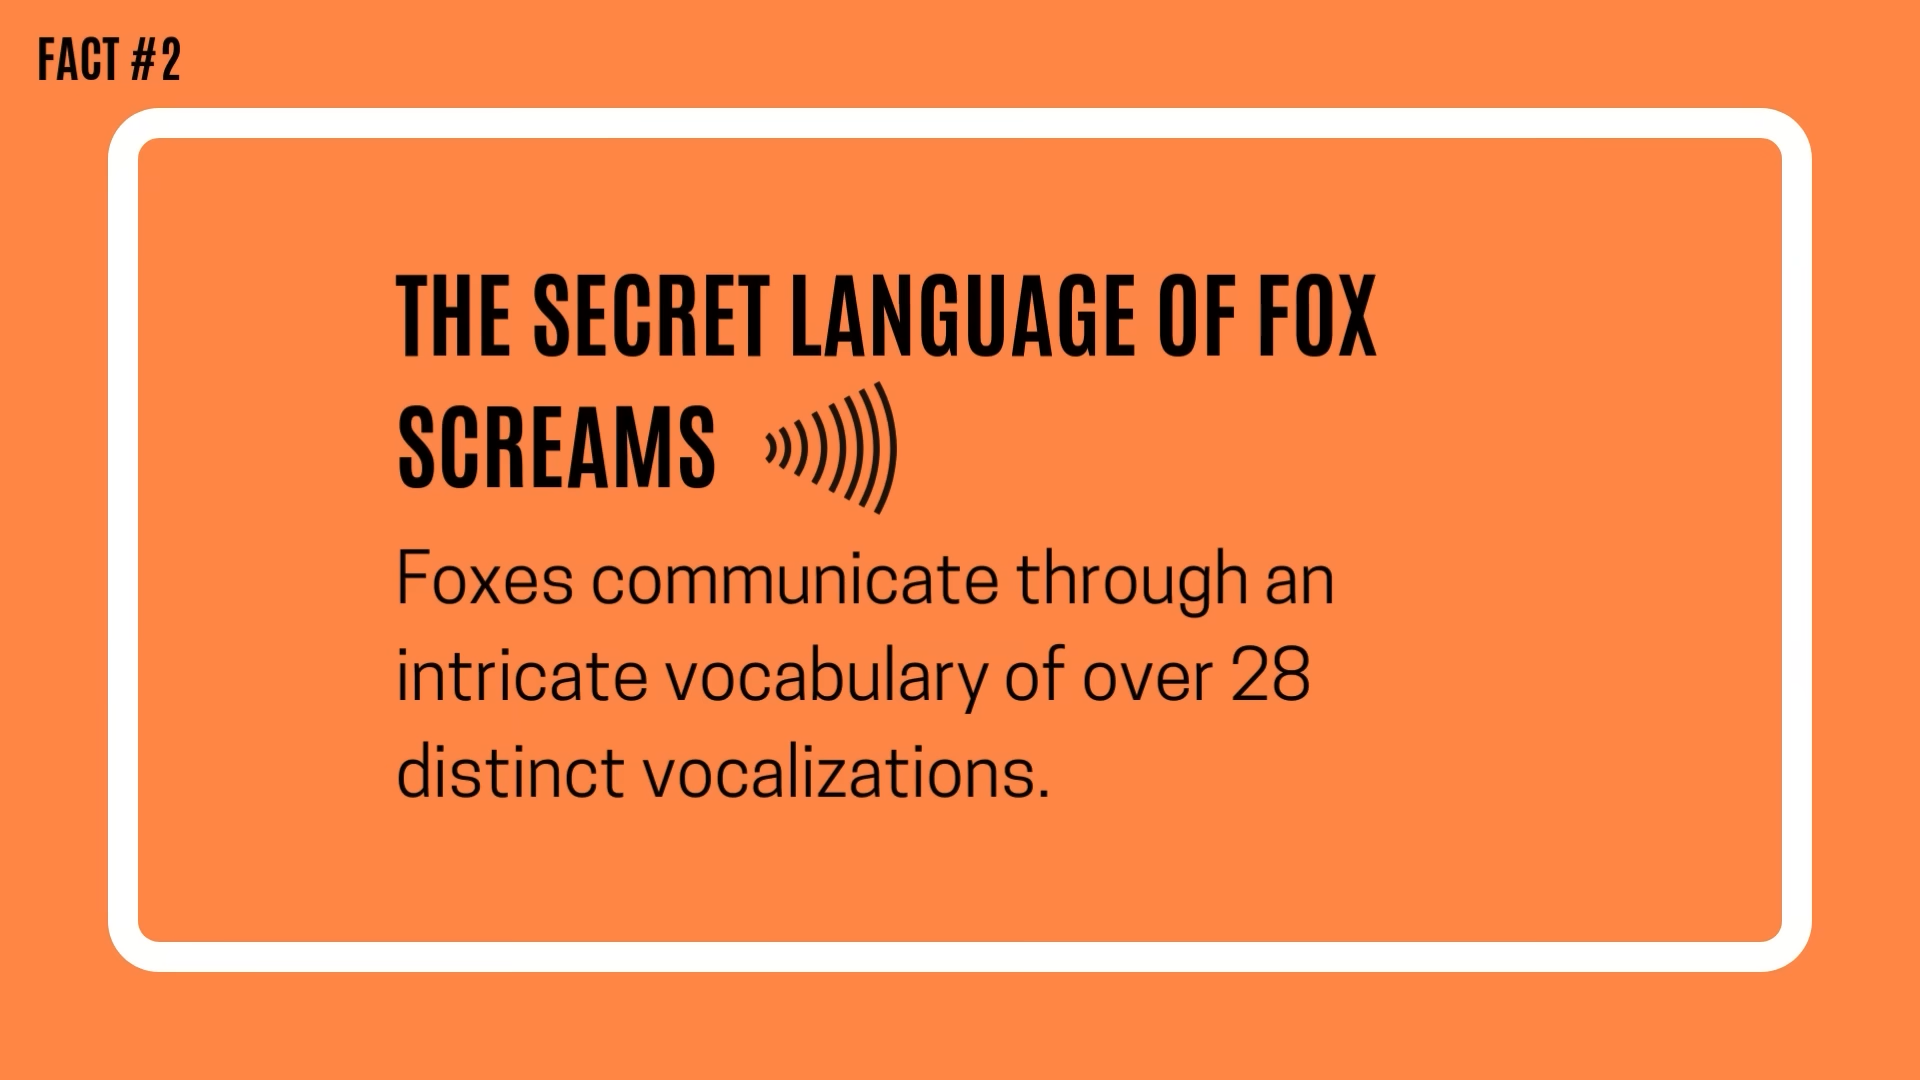 FACT #2
THE SECRET LANGUAGE OF FOX
SCREAMS
Foxes communicate through an
intricate vocabulary of over 28
distinct vocalizations.